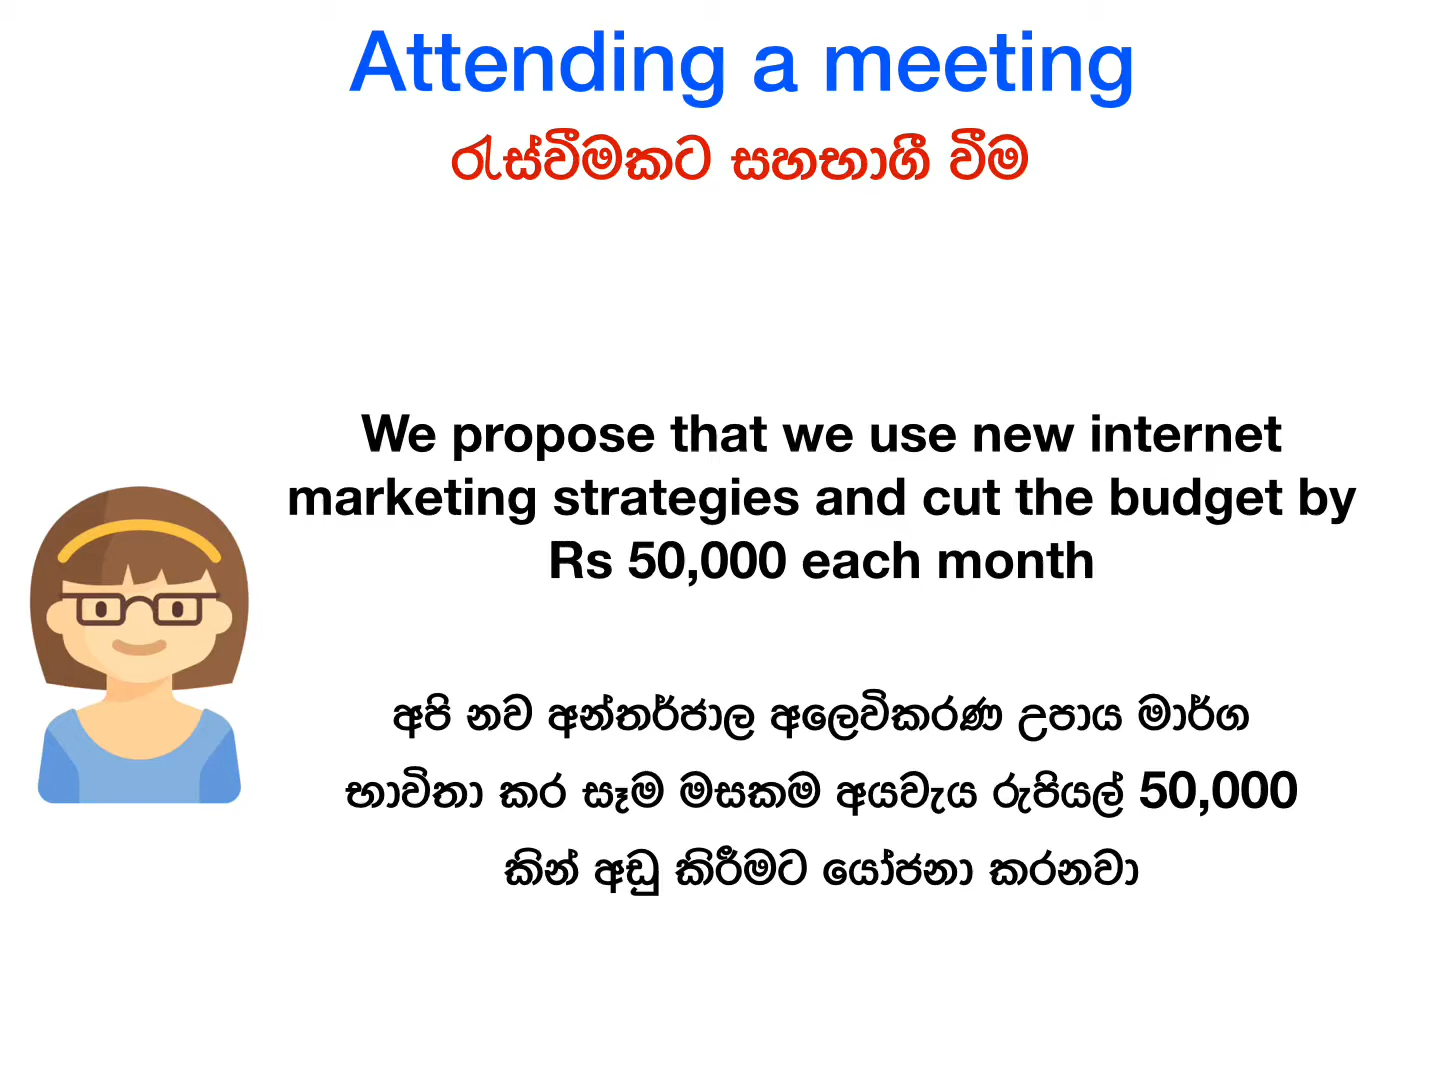 Attending a meeting
රැස්වීමකට සහභාගී වීම
We propose that we use new internet
marketing strategies and cut the budget by
Rs 50,000 each month
අපි නව අන්තර්ජාල අලෙවිකරණ උපාය මාර්ග
භාවිතා කර සෑම මසකම අයවැය රුපියල් 50,000
කින් අඩු කිරීමට යෝජනා කරනවා